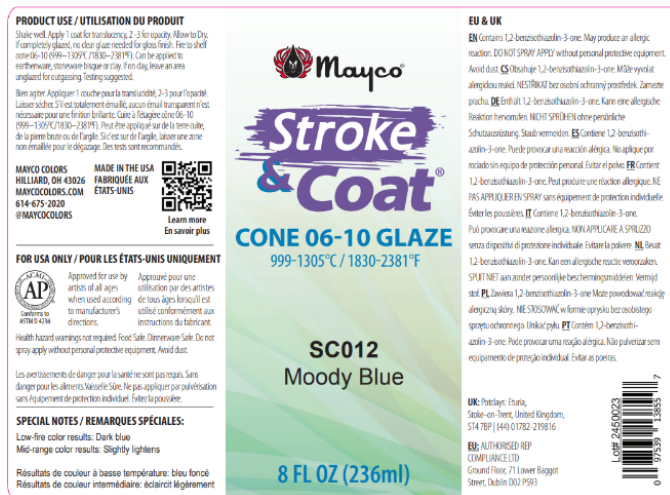 PRODUCT USE / UTILISATION DU PRODUIT
Shake well. Apply 1 coat for translucency, 2 -3 for opacity. Allow to Dry.
If completely glazed, no clear glaze needed for gloss finish. Fire to shelf
cone 06-10 (999–1305ºC /1830–2381ºF). Can be applied to
earthenware, stoneware bisque or clay. If on clay, leave an area
unglazed for outgassing. Testing suggested.
Bien agiter. Appliquer 1 couche pour la translucidité, 2-3 pour l'opacité.
Laisser sécher. S'il est totalement émaillé, aucun émail transparent n'est
nécessaire pour une finition brillante. Cuire à l'étagère cône 06-10
(999–1305ºC/1830–2381ºF). Peut être appliqué sur de la terre cuite,
de la pierre brute ou de l'argile. Si c'est sur de l'argile, laisser une zone
non émaillée pour le dégazage. Des tests sont recommandés.
MAYCO COLORS
HILLIARD, OH 43026
MAYCOCOLORS.COM
614-675-2020
@MAYCOCOLORS
MADE IN THE USA
FABRIQUÉE AUX
ÉTATS-UNIS
Learn more
En savoir plus
FOR USA ONLY / POUR LES ÉTATS-UNIS UNIQUEMENT
ACMI
AP
Conforms to
ASTM D 4236
Approved for use by
artists of all ages
when used according
to manufacturer's
directions.
Approuvé pour une
utilisation par des artistes
de tous âges lorsqu'il est
utilisé conformément aux
instructions du fabricant.
Health hazard warnings not required. Food Safe. Dinnerware Safe. Do not
spray apply without personal protective equipment. Avoid dust.
Les avertissements de danger pour la santé ne sont pas requis. Sans
danger pour les aliments. Vaisselle Sûre. Ne pas appliquer par pulvérisation
sans équipement de protection individuel. Évitez la poussière.
SPECIAL NOTES / REMARQUES SPÉCIALES:
Low-fire color results: Dark blue
Mid-range color results: Slightly lightens
Résultats de couleur à basse température: bleu foncé
Résultats de couleur intermédiaire: éclaircit légèrement
Mayco®
Stroke
& Coat®
CONE 06-10 GLAZE
999-1305°C / 1830-2381°F
SC012
Moody Blue
8 FL OZ (236ml)
EU & UK
EN Contains 1,2-benzisothiazolin-3-one. May produce an allergic
reaction. DO NOT SPRAY APPLY without personal protective equipment.
Avoid dust. CS Obsahuje 1,2-benzisothiazolin-3-one. Může vyvolat
alergickou reakci. NESTŘÍKAT bez osobní ochranný prostředek. Zamezte
prachu. DE Enthält 1,2-benzisothiazolin-3-one. Kann eine allergische
Reaktion hervorrufen. NICHT SPRÜHEN ohne persönliche
Schutzausrüstung. Staub vermeiden. ES Contiene 1,2-benzisothi-
azolin-3-one. Puede provocar una reacción alérgica. No aplique por
rociado sin equipo de protección personal. Evitar el polvo. FR Contient
1,2-benzisothiazolin-3-one. Peut produire une réaction allergique. NE
PAS APPLIQUER EN SPRAY sans équipement de protection individuelle.
Éviter les poussières. IT Contiene 1,2-benzisothiazolin-3-one.
Può provocare una reazione allergica. NON APPLICARE A SPRUZZO
senza dispositivi di protezione individuale. Evitare la polvere. NL Bevat
1,2-benzisothiazolin-3-one. Kan een allergische reactie veroorzaken.
SPUIT NIET aan zonder persoonlijke beschermingsmiddelen. Vermijd
stof. PL Zawiera 1,2-benzisothiazolin-3-one Może powodować reakcję
alergiczną skóry. NIE STOSOWAĆ w formie oprysku bez osobistego
sprzętu ochronnego. Unikać pyłu. PT Contém 1,2-benzisothi-
azolin-3-one. Pode provocar uma reação alérgica. Não pulverizar sem
equipamento de proteção individual. Evitar as poeiras.
UK: Potclays: Eturia,
Stoke-on-Trent, United Kingdom,
ST4 7BP | (44) 01782-219816
EU: AUTHORISED REP
COMPLIANCE LTD
Ground Floor, 71 Lower Baggot
Street, Dublin D02 P593
Lot# 2450023
0 97539 13855 7